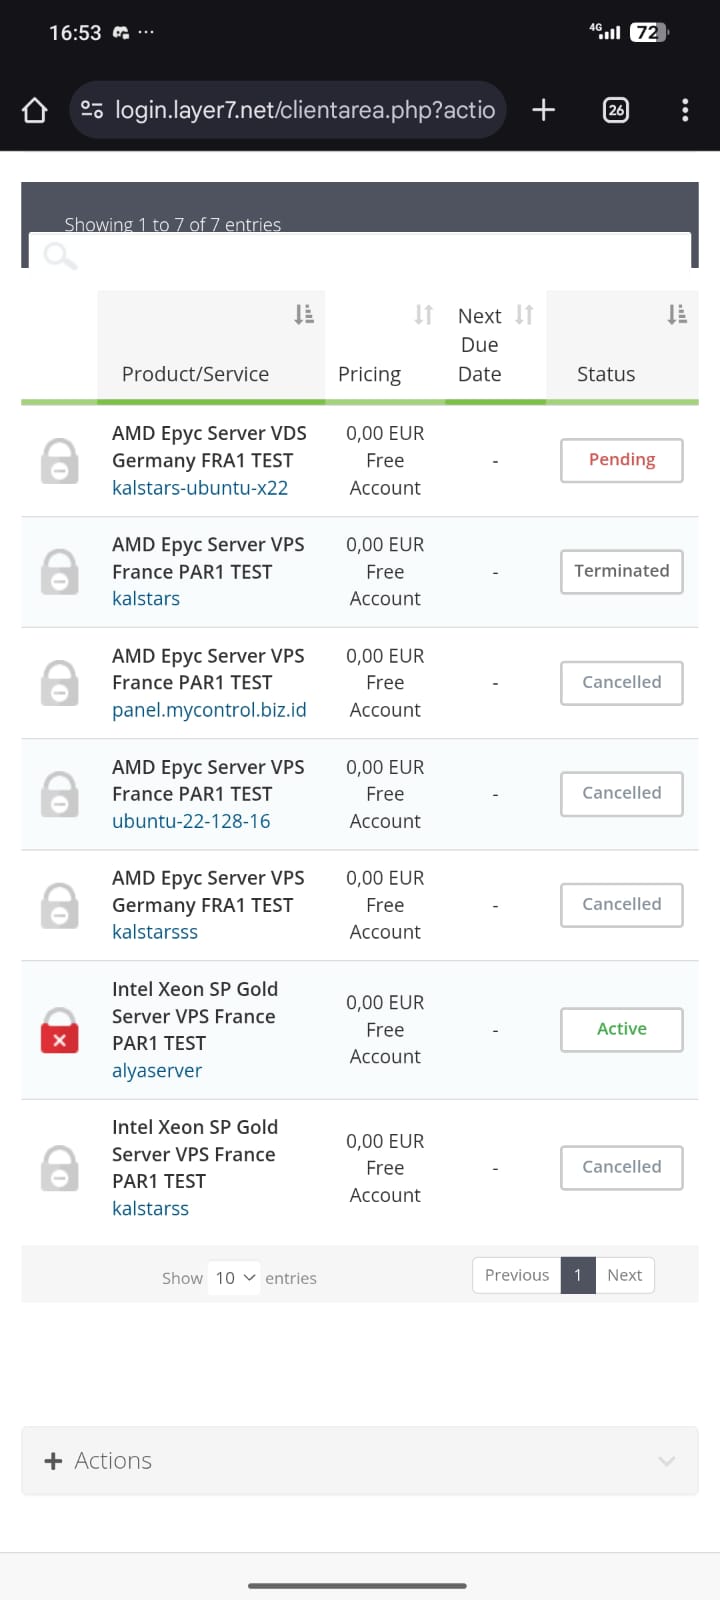 16:53 ...
4G 72
login.layer7.net/clientarea.php?actio
26
Showing 1 to 7 of 7 entries
Product/Service
Pricing
Next
Due
Date
Status
AMD Epyc Server VDS
Germany FRA1 TEST
kalstars-ubuntu-x22
0,00 EUR
Free
Account
-
Pending
AMD Epyc Server VPS
France PAR1 TEST
kalstars
0,00 EUR
Free
Account
-
Terminated
AMD Epyc Server VPS
France PAR1 TEST
panel.mycontrol.biz.id
0,00 EUR
Free
Account
-
Cancelled
AMD Epyc Server VPS
France PAR1 TEST
ubuntu-22-128-16
0,00 EUR
Free
Account
-
Cancelled
AMD Epyc Server VPS
Germany FRA1 TEST
kalstarsss
0,00 EUR
Free
Account
-
Cancelled
Intel Xeon SP Gold
Server VPS France
PAR1 TEST
alyaserver
0,00 EUR
Free
Account
-
Active
Intel Xeon SP Gold
Server VPS France
PAR1 TEST
kalstarss
0,00 EUR
Free
Account
-
Cancelled
Show 10 entries
Previous 1 Next
+ Actions